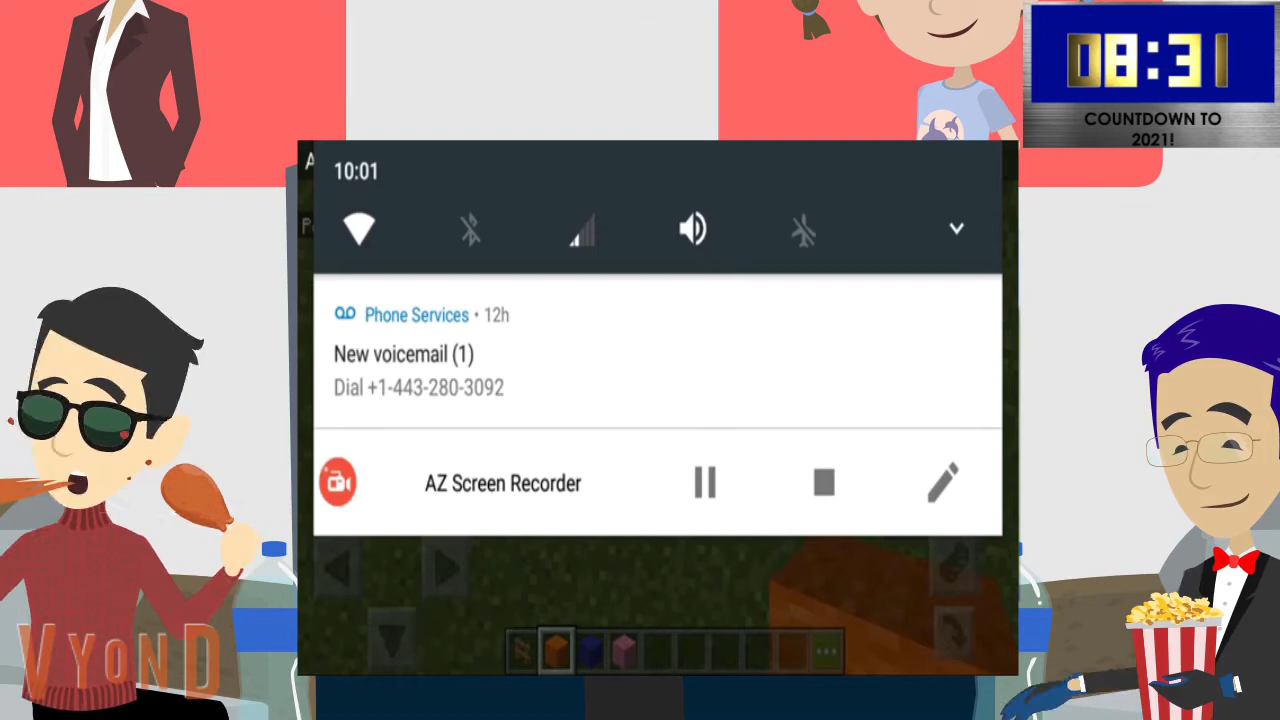 08:31
COUNTDOWN TO
2021!
A
10:01
Phone Services • 12h
New voicemail (1)
Dial +1-443-280-3092
AZ Screen Recorder
VYOND